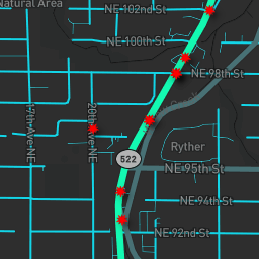 Natural Area
NE 102nd St
NE 100th St
NE 98th St
17th Ave NE
20th Ave NE
522
Ryther
NE 95th St
NE 94th St
NE 92nd St